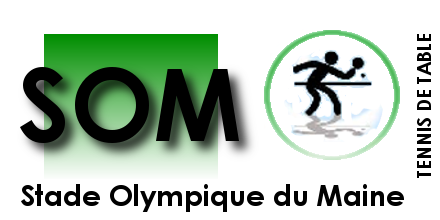 SOM
TENNIS DE TABLE
Stade Olympique du Maine